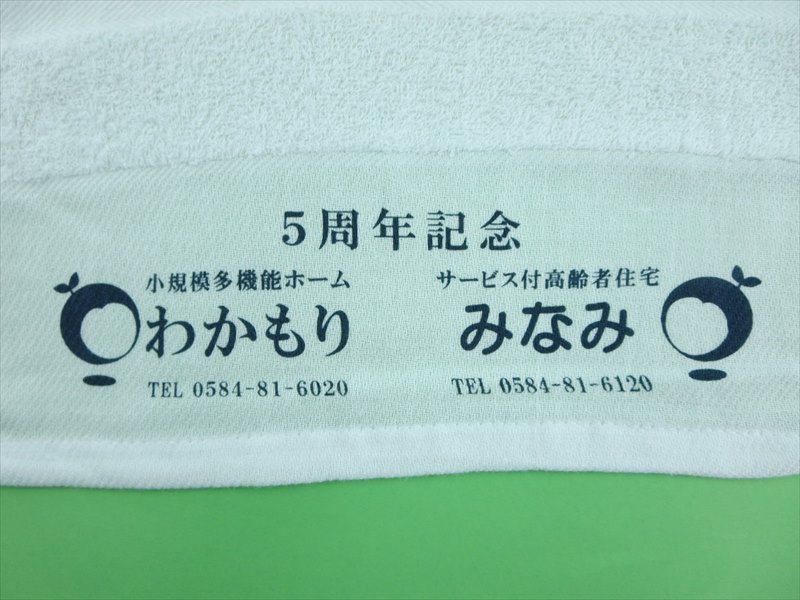 5周年記念
小規模多機能ホーム
わかもり
TEL 0584-81-6020
サービス付高齢者住宅
みなみ
TEL 0584-81-6120